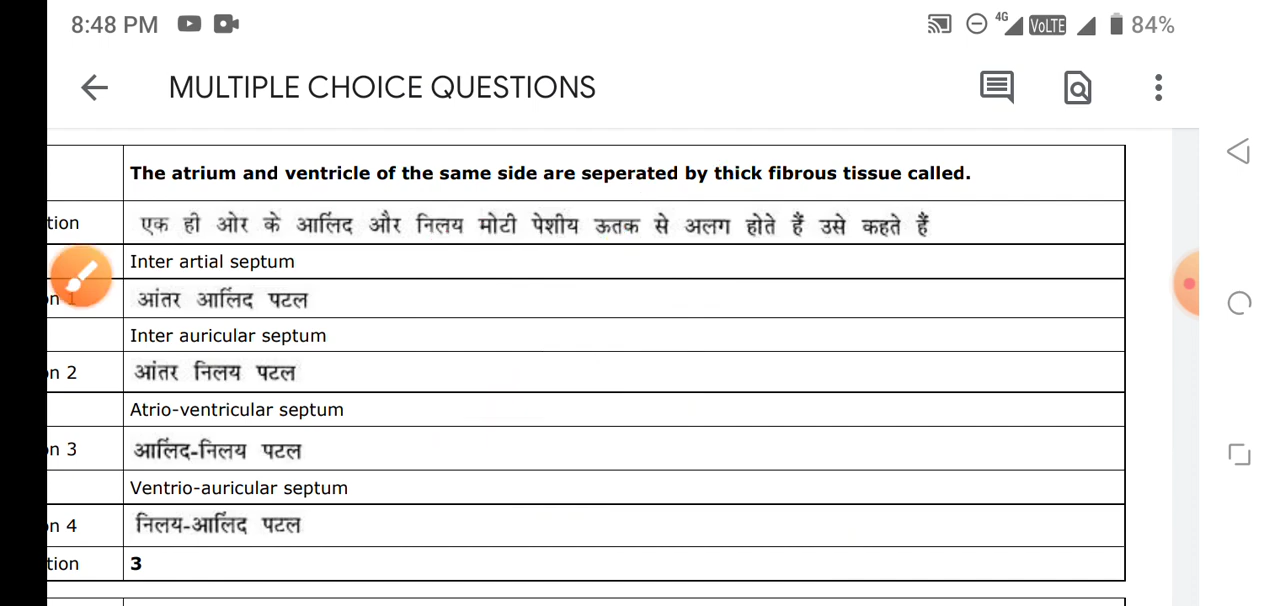 8:48 PM 4G VoLTE 84%
MULTIPLE CHOICE QUESTIONS
The atrium and ventricle of the same side are seperated by thick fibrous tissue called.
tion एक ही ओर के आलिंद और निलय मोटी पेशीय ऊतक से अलग होते हैं उसे कहते हैं
Inter artial septum
n 1 आंतर आलिंद पटल
Inter auricular septum
n 2 आंतर निलय पटल
Atrio-ventricular septum
n 3 आलिंद-निलय पटल
Ventrio-auricular septum
n 4 निलय-आलिंद पटल
tion 3